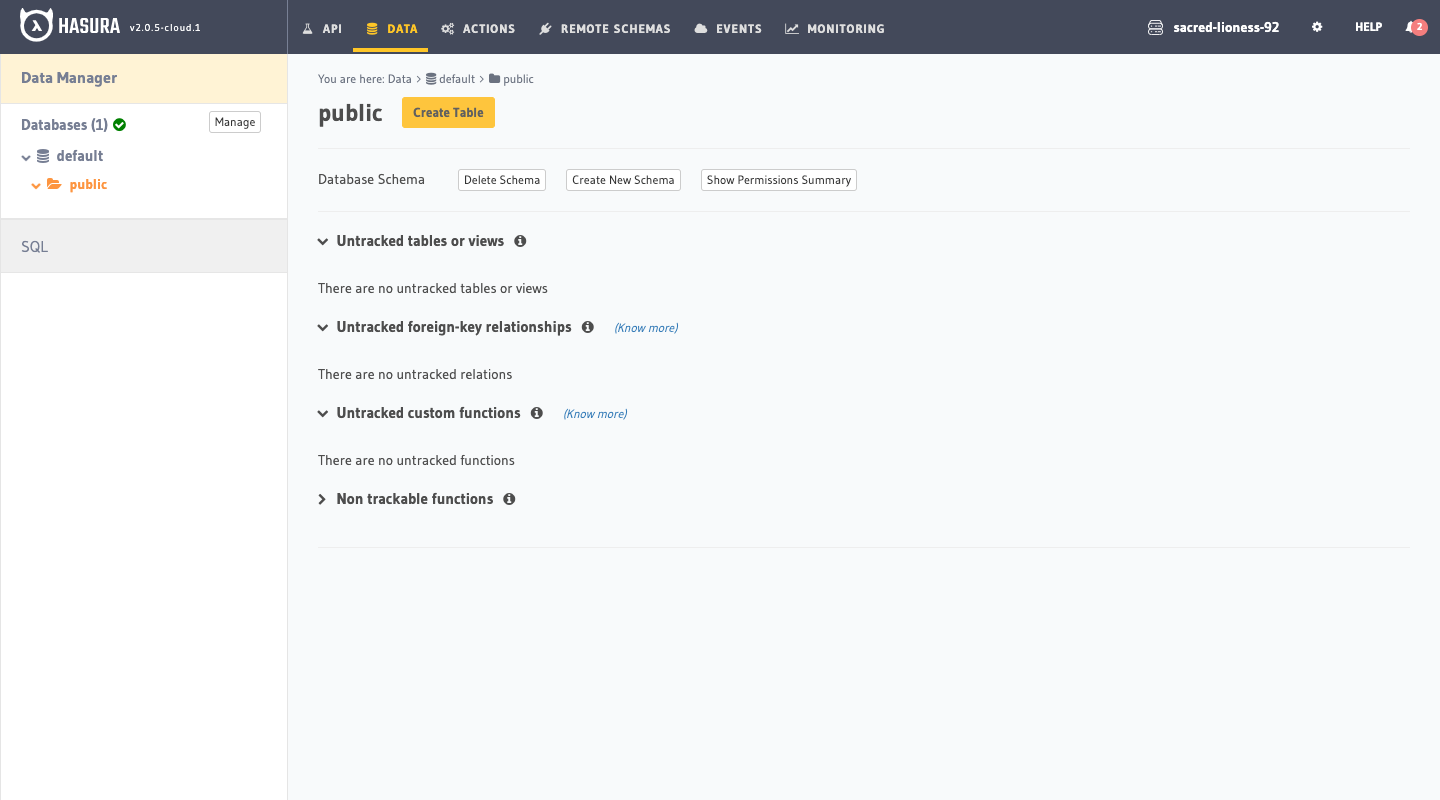 HASURA v2.0.5-cloud.1 API DATA ACTIONS REMOTE SCHEMAS EVENTS MONITORING sacred-lioness-92 HELP 2
Data Manager
Databases (1) Manage
default
public
SQL
You are here: Data > default > public
public Create Table
Database Schema Delete Schema Create New Schema Show Permissions Summary
Untracked tables or views
There are no untracked tables or views
Untracked foreign-key relationships (Know more)
There are no untracked relations
Untracked custom functions (Know more)
There are no untracked functions
Non trackable functions